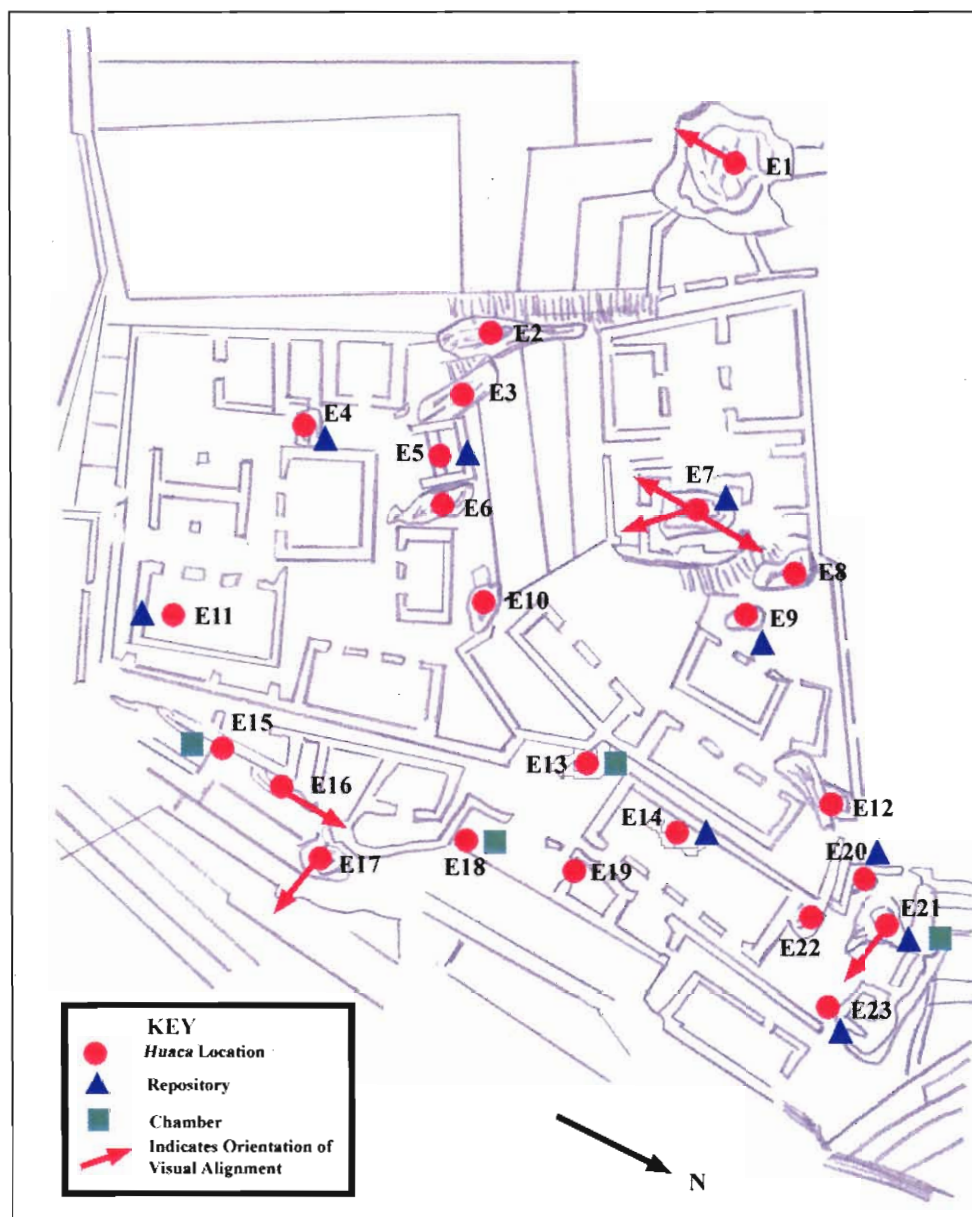 E1
E2
E3
E4
E5
E6
E7
E8
E9
E10
E11
E12
E13
E14
E15
E16
E17
E18
E19
E20
E21
E22
E23
KEY
Huaca Location
Repository
Chamber
Indicates Orientation of
Visual Alignment
N